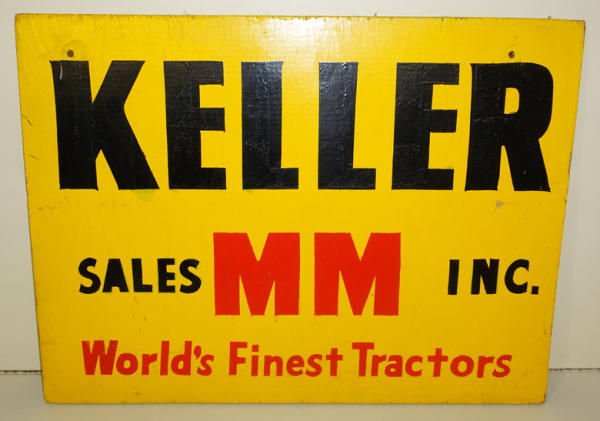 KELLER
SALES MM INC.
World's Finest Tractors